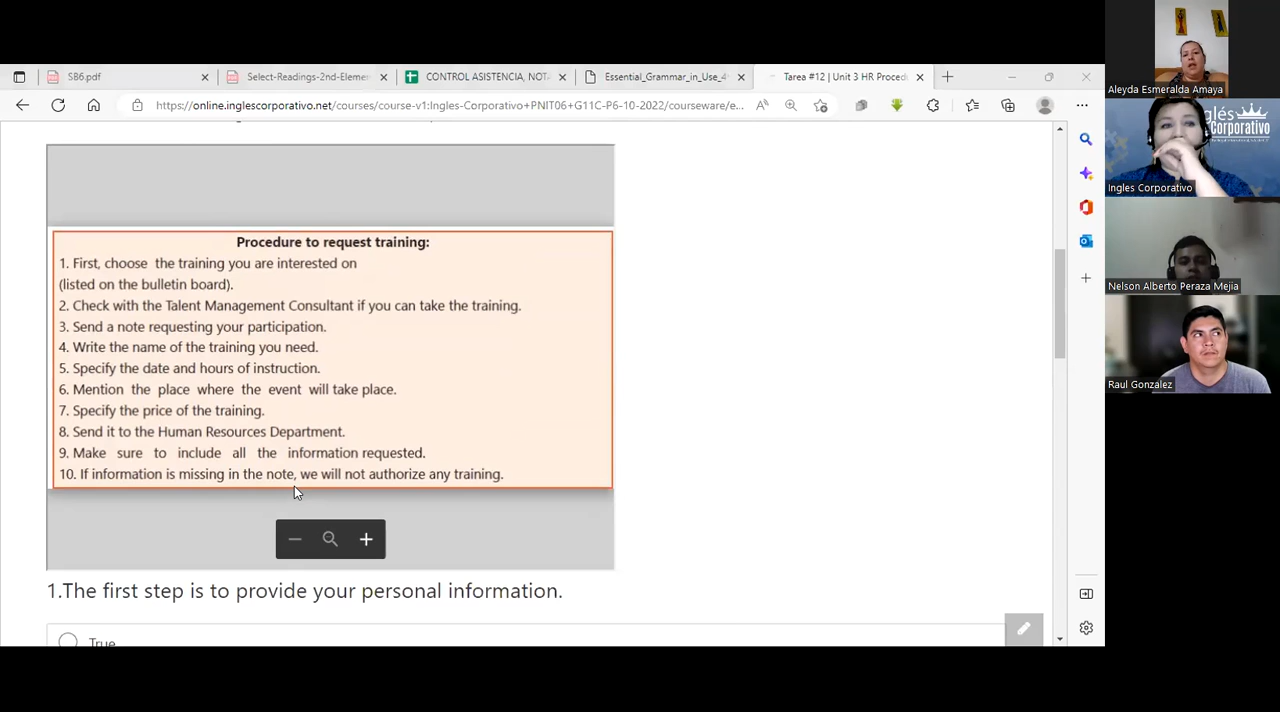 S86.pdf
Select-Readings-2nd-Eleme
CONTROL ASISTENCIA, NOTA
Essential_Grammar_in_Use_4
Tarea #12 | Unit 3 HR Proced
https://online.inglescorporativo.net/courses/course-v1:Ingles-Corporativo+PNIT06+G11C-P6-10-2022/courseware/e...
Procedure to request training:
1. First, choose the training you are interested on
(listed on the bulletin board).
2. Check with the Talent Management Consultant if you can take the training.
3. Send a note requesting your participation.
4. Write the name of the training you need.
5. Specify the date and hours of instruction.
6. Mention the place where the event will take place.
7. Specify the price of the training.
8. Send it to the Human Resources Department.
9. Make sure to include all the information requested.
10. If information is missing in the note, we will not authorize any training.
1.The first step is to provide your personal information.
True
Aleyda Esmeralda Amaya
glés
Corporativo
Ingles Corporativo
Nelson Alberto Peraza Mejia
Raul Gonzalez